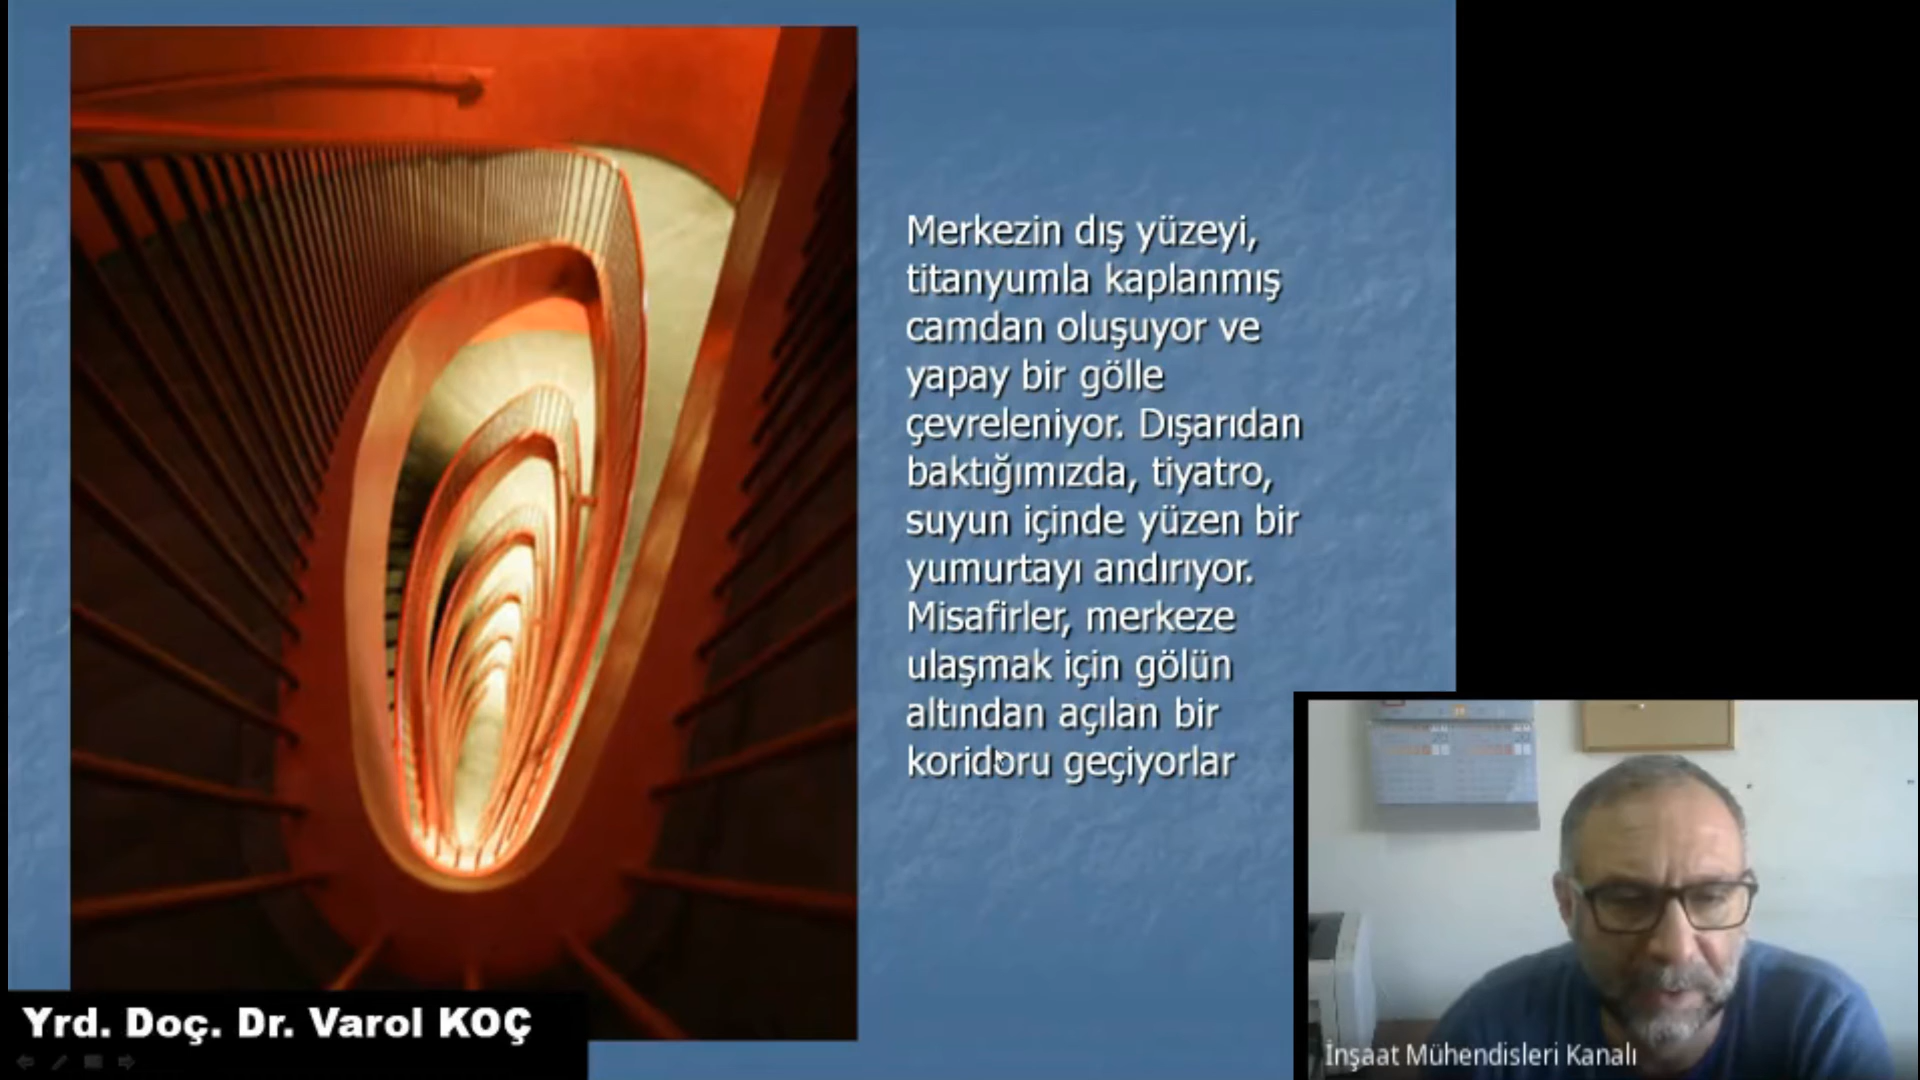 Merkezin dış yüzeyi,
titanyumla kaplanmış
camdan oluşuyor ve
yapay bir gölle
çevreleniyor. Dışarıdan
baktığımızda, tiyatro,
suyun içinde yüzen bir
yumurtayı andırıyor.
Misafirler, merkeze
ulaşmak için gölün
altından açılan bir
koridoru geçiyorlar
Yrd. Doç. Dr. Varol KOÇ
İnşaat Mühendisleri Kanalı